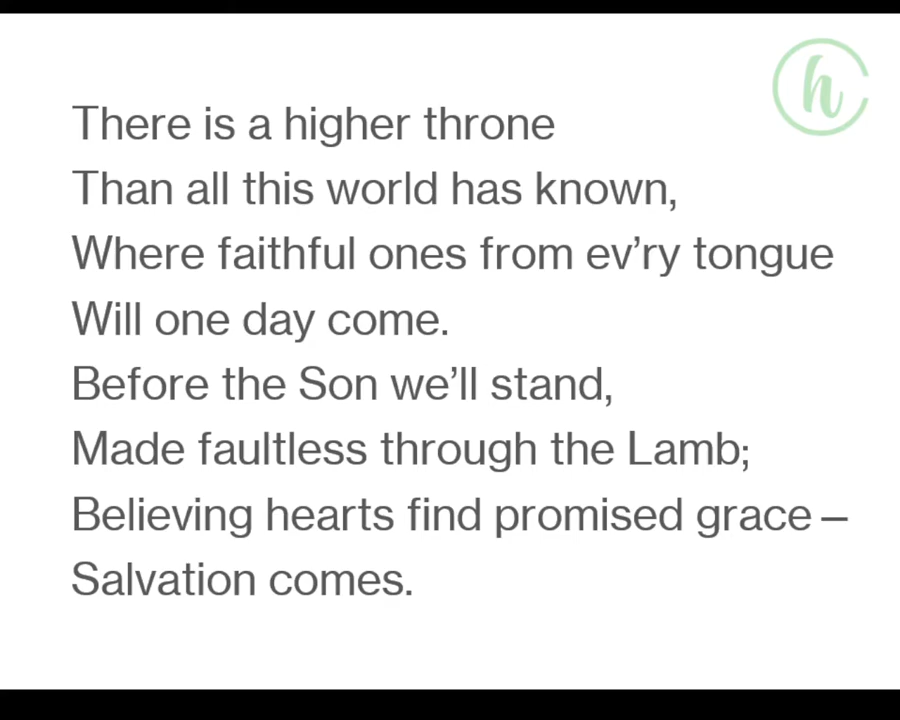 h
There is a higher throne
Than all this world has known,
Where faithful ones from ev’ry tongue
Will one day come.
Before the Son we’ll stand,
Made faultless through the Lamb;
Believing hearts find promised grace –
Salvation comes.